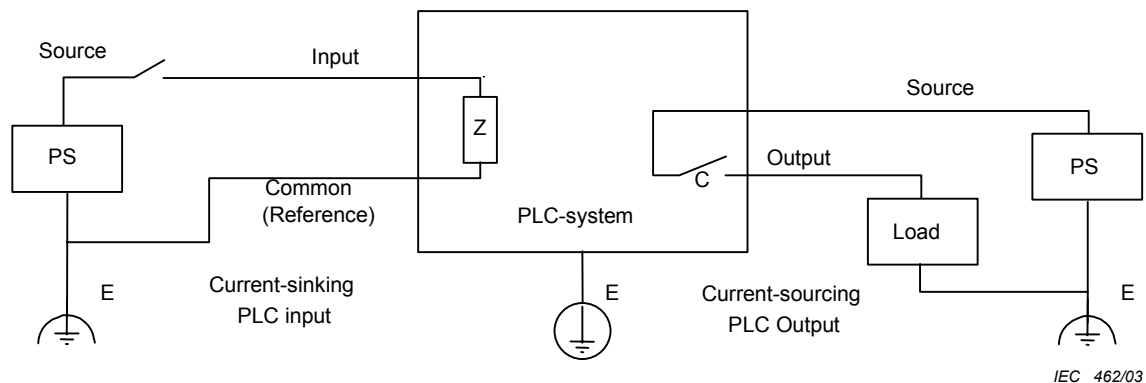 Source
Input
PS
Common
(Reference)
E
Current-sinking
PLC input
Z
C
PLC-system
E
Source
Output
PS
Load
E
Current-sourcing
PLC Output
IEC 462/03